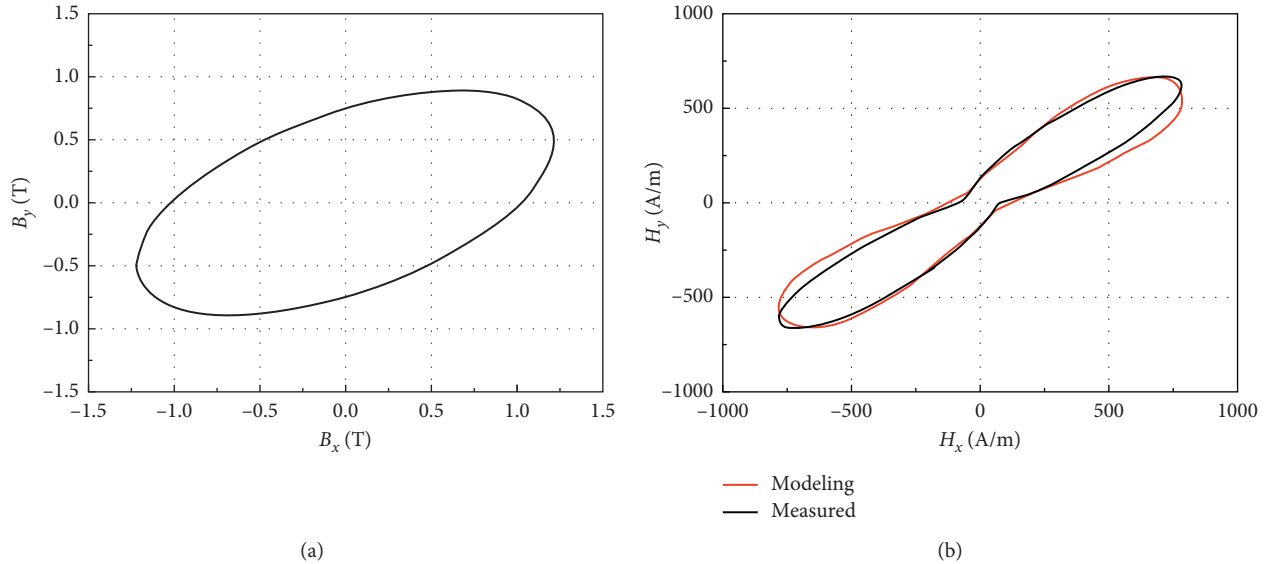 1.5
1.0
0.5
0.0
−0.5
−1.0
−1.5
B_y (T)
−1.5 −1.0 −0.5 0.0 0.5 1.0 1.5
B_x (T)
(a)
1000
500
0
−500
−1000
H_y (A/m)
−1000 −500 0 500 1000
H_x (A/m)
Modeling
Measured
(b)